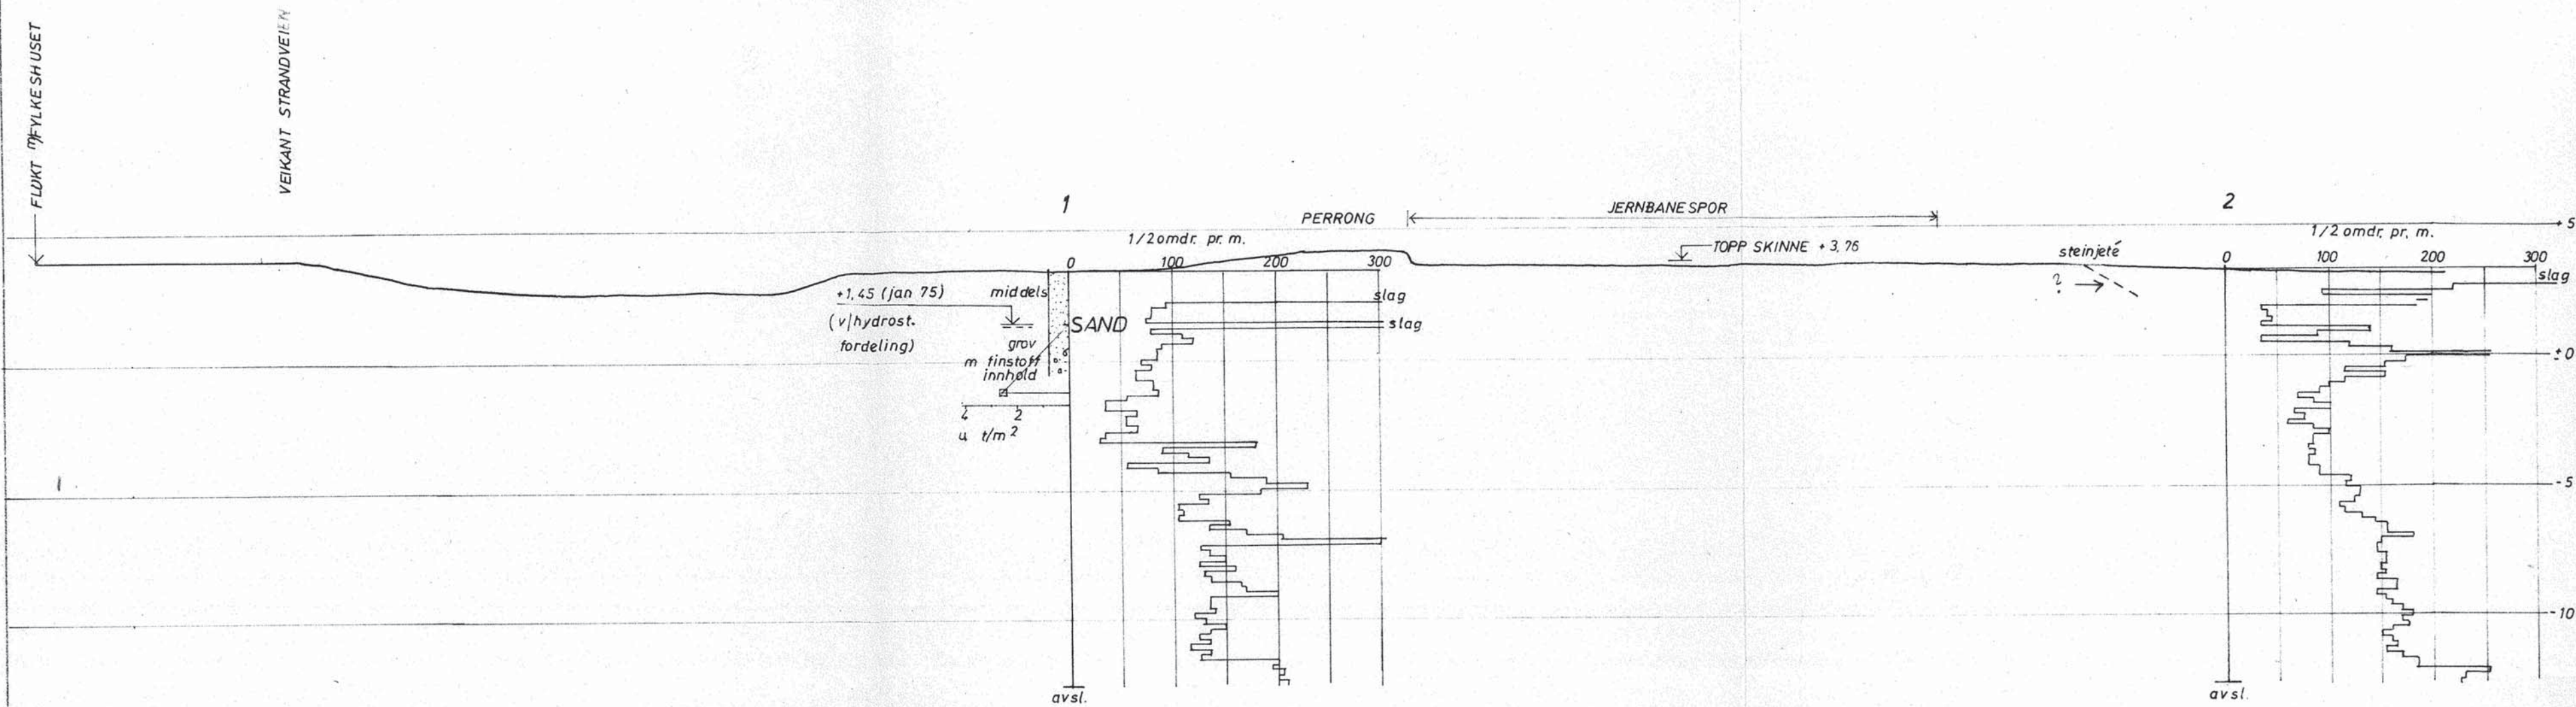 FLUKT M/FYLKESHUSET
VEIKANT STRANDVEIEN
1
2
PERRONG
JERNBANESPOR
+ 5
1/2 omdr. pr. m.
1/2 omdr. pr. m.
TOPP SKINNE + 3,76
steinjeté
0 100 200 300
0 100 200 300
slag
?
+1,45 (jan 75)
middels
slag
(v/hydrost.
SAND
slag
fordeling)
grov
m finstoff
innhold
± 0
4 2
u t/m2
- 5
- 10
avsl.
avsl.